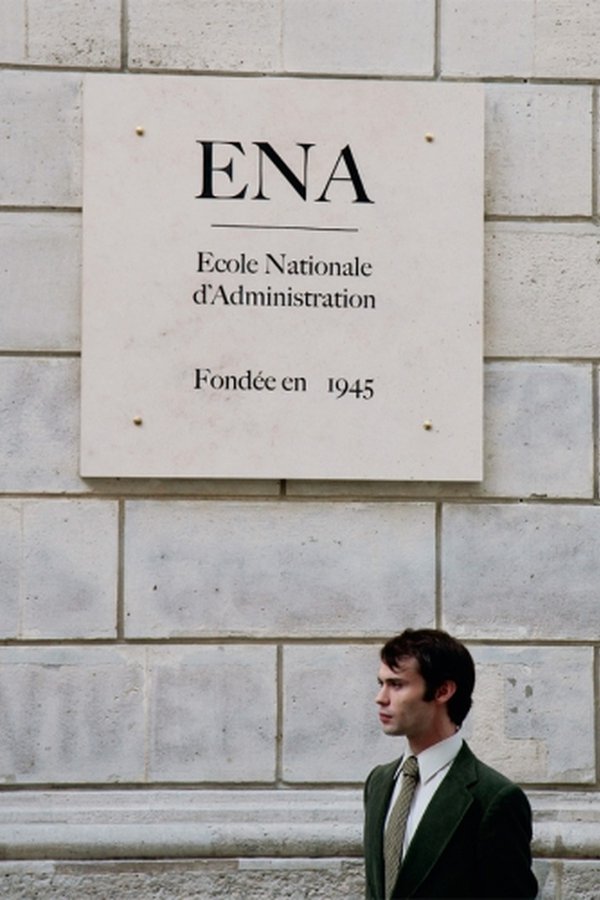 ENA
Ecole Nationale
d'Administration
Fondée en 1945